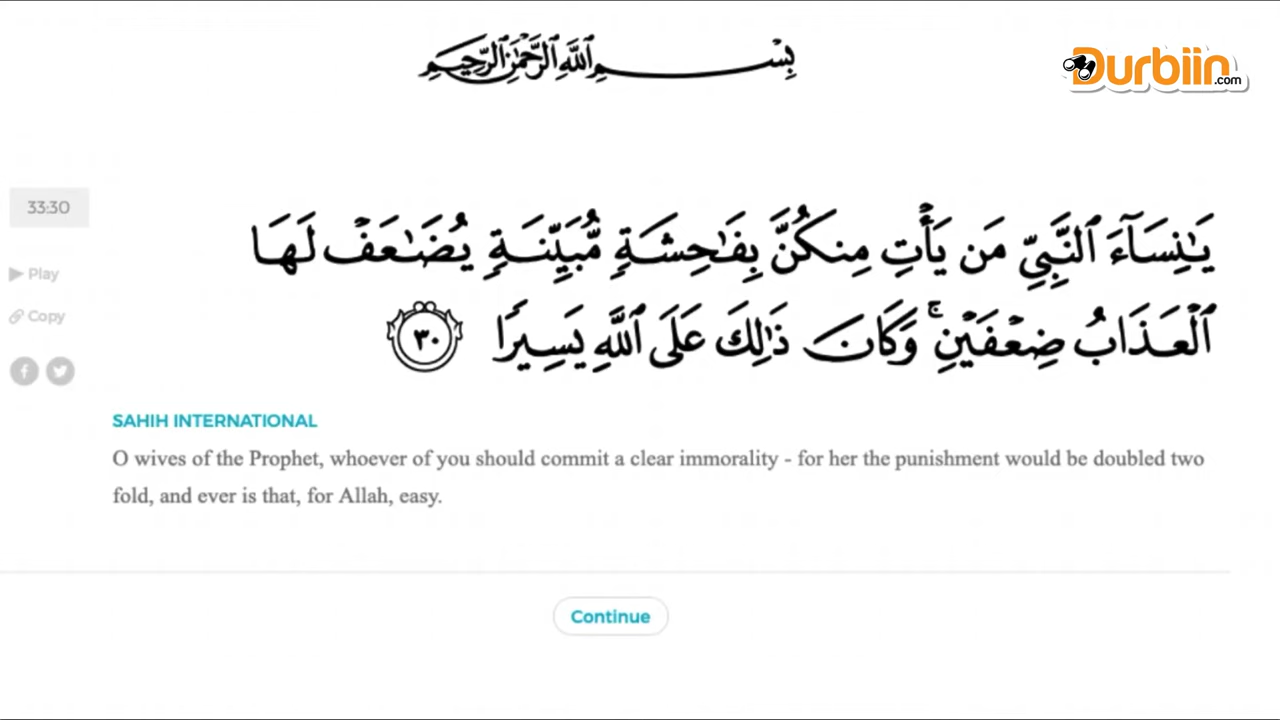 بِسْمِ ٱللَّهِ ٱلرَّحْمَٰنِ ٱلرَّحِيمِ
Durbiin.com
33:30
يَـٰنِسَآءَ ٱلنَّبِىِّ مَن يَأْتِ مِنكُنَّ بِفَـٰحِشَةٍ مُّبَيِّنَةٍ يُضَـٰعَفْ لَهَا
ٱلْعَذَابُ ضِعْفَيْنِ ۚ وَكَانَ ذَٰلِكَ عَلَى ٱللَّهِ يَسِيرًا ٣٠
Play
Copy
SAHIH INTERNATIONAL
O wives of the Prophet, whoever of you should commit a clear immorality - for her the punishment would be doubled two
fold, and ever is that, for Allah, easy.
Continue